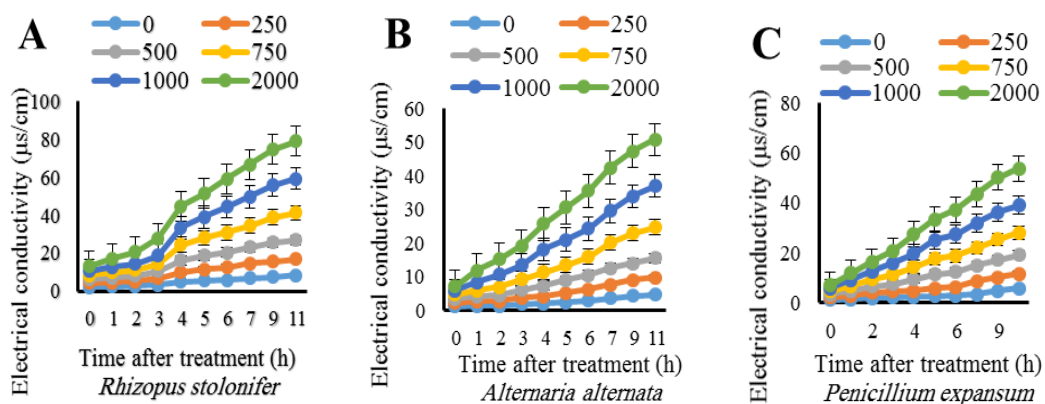 A
0 250
500 750
1000 2000
Electrical conductivity (µs/cm)
100
80
60
40
20
0
0 1 2 3 4 5 6 7 9 11
Time after treatment (h)
Rhizopus stolonifer
B
0 250
500 750
1000 2000
Electrical conductivity (µs/cm)
60
50
40
30
20
10
0
0 1 2 3 4 5 6 7 9 11
Time after treatment (h)
Alternaria alternata
C
0 250
500 750
1000 2000
Electrical conductivity (µs/cm)
80
60
40
20
0
0 2 4 6 9
Time after treatment (h)
Penicillium expansum